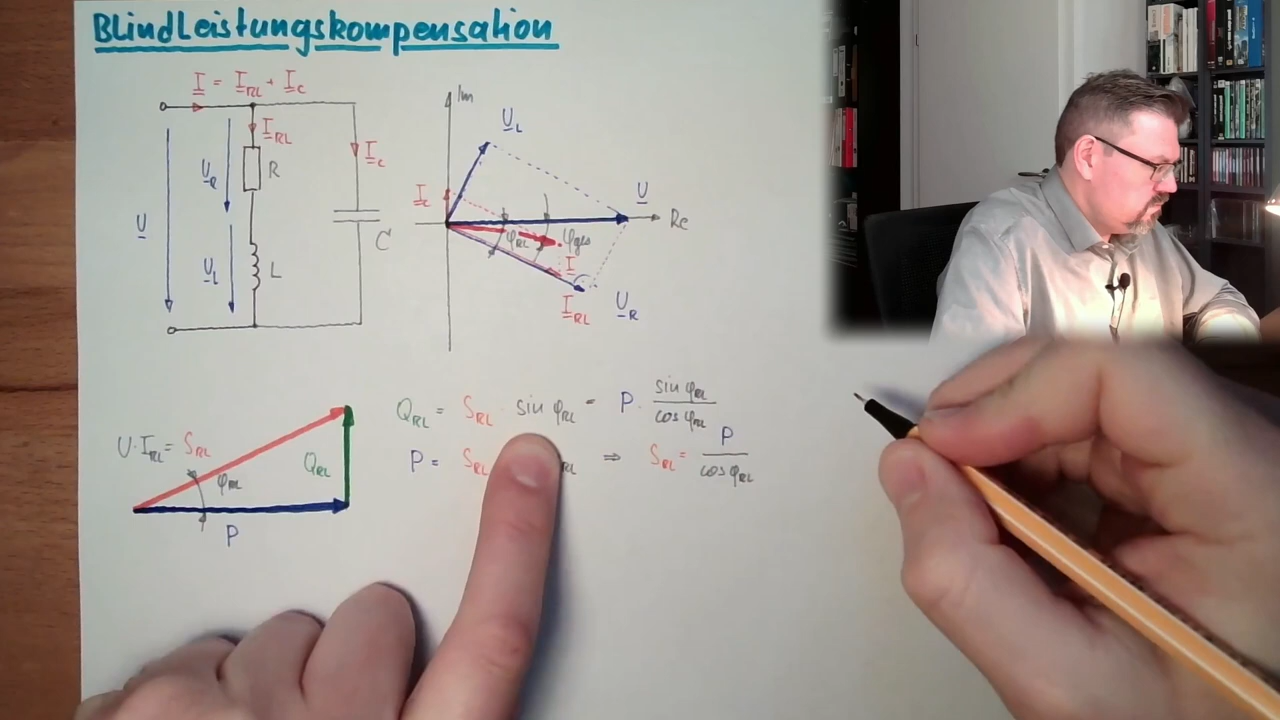 BLindLeistungskompensation
I = I_RL + I_C
I_RL
I_C
U_R
R
U
C
U_L
L
Im
U_L
I_C
U
Re
φ_RL
φ_ges
I
I_RL
U_R
Q_RL = S_RL · sin φ_RL = P · sin φ_RL / cos φ_RL
P = S_RL RL ⇒ S_RL = P / cos φ_RL
U · I_RL = S_RL
φ_RL
Q_RL
P